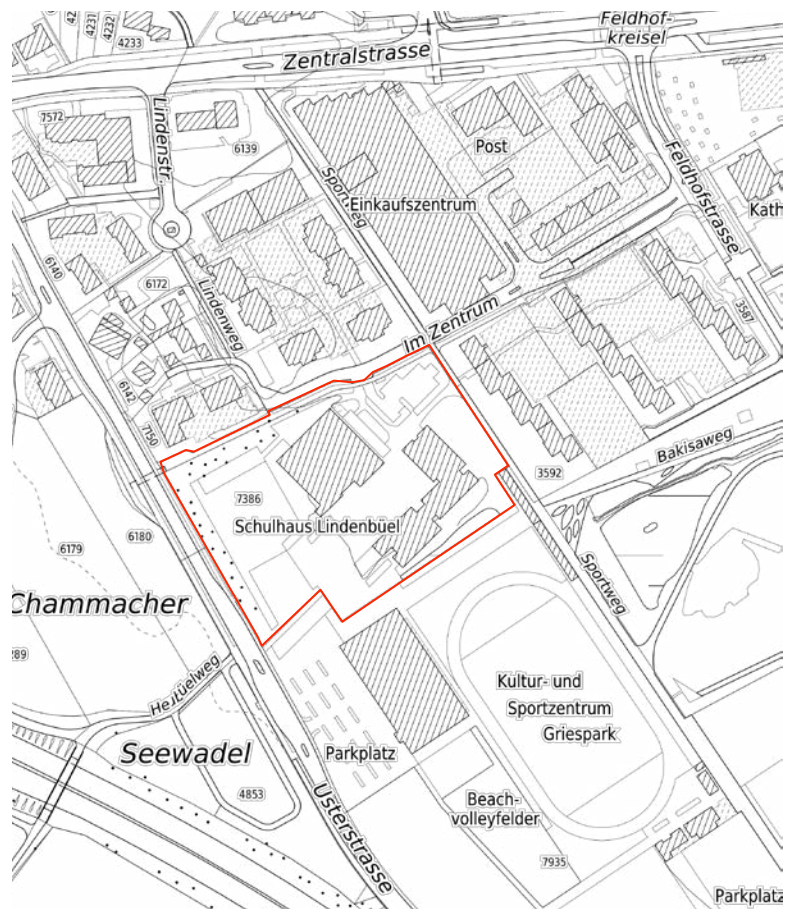 4231
4232
4233
Zentralstrasse
Feldhof-
kreisel
7572
Lindenstr.
6139
Sportweg
Post
Einkaufszentrum
Feldhofstrasse
Kath
6140
6172
Lindenweg
Im Zentrum
3587
6142
7150
Bakisaweg
3592
7386
Schulhaus Lindenbüel
6180
6179
Sportweg
Chammacher
289
Kultur- und
Sportzentrum
Griespark
Seewadel
Parkplatz
4853
Usterstrasse
Beach-
volleyfelder
7935
Parkplatz